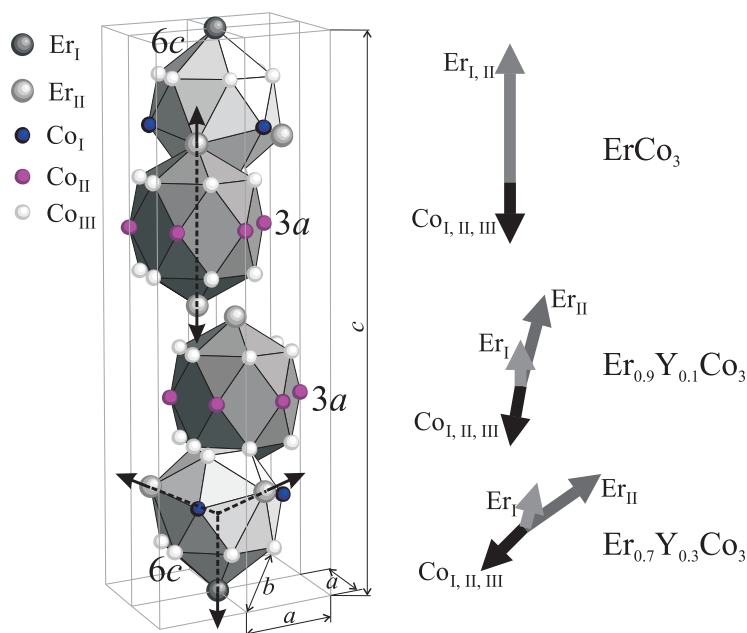 Er_I
Er_II
Co_I
Co_II
Co_III
6c
3a
3a
6c
c
a
b
a
Er_I, II
Co_I, II, III
ErCo_3
Er_II
Er_I
Co_I, II, III
Er_0.9Y_0.1Co_3
Er_I
Er_II
Co_I, II, III
Er_0.7Y_0.3Co_3